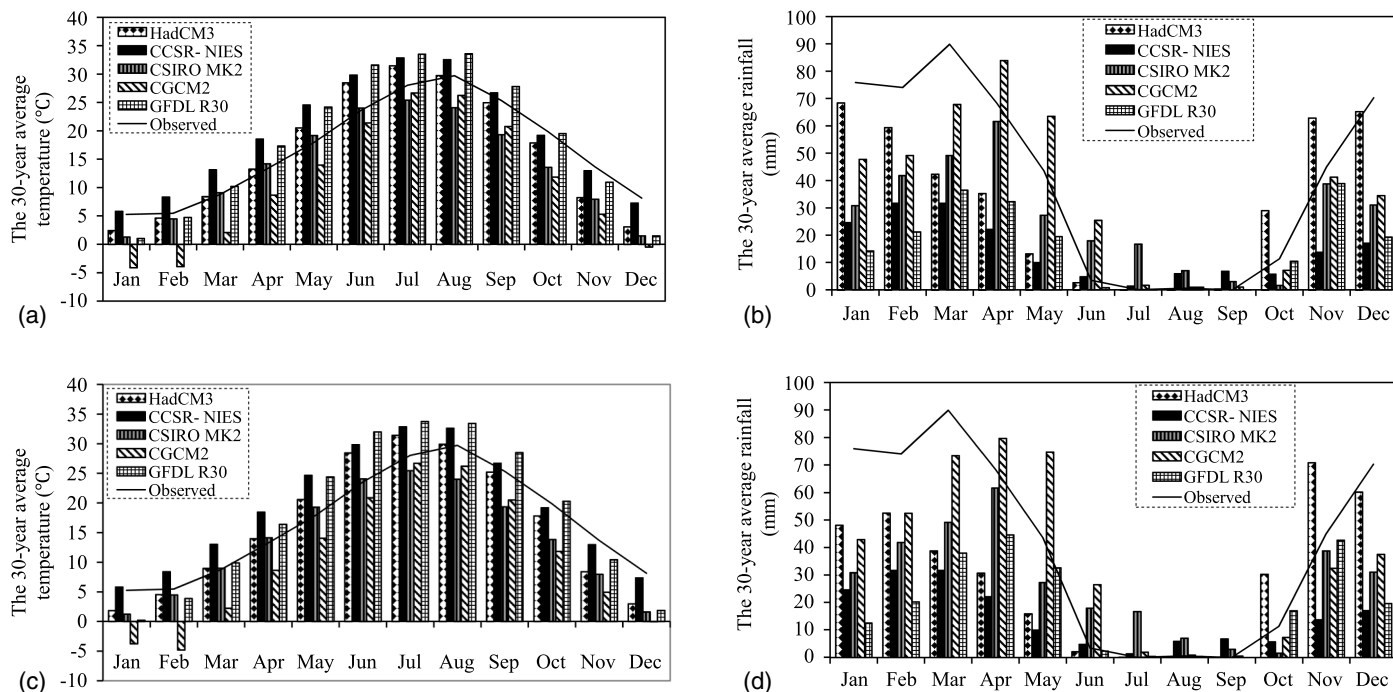 The 30-year average
temperature (°C)
40
35
30
25
20
15
10
5
0
-5
-10
HadCM3
CCSR- NIES
CSIRO MK2
CGCM2
GFDL R30
Observed
Jan Feb Mar Apr May Jun Jul Aug Sep Oct Nov Dec
(a)
The 30-year average rainfall
(mm)
100
90
80
70
60
50
40
30
20
10
0
HadCM3
CCSR- NIES
CSIRO MK2
CGCM2
GFDL R30
Observed
Jan Feb Mar Apr May Jun Jul Aug Sep Oct Nov Dec
(b)
The 30-year average
temperature (°C)
40
35
30
25
20
15
10
5
0
-5
-10
HadCM3
CCSR- NIES
CSIRO MK2
CGCM2
GFDL R30
Observed
Jan Feb Mar Apr May Jun Jul Aug Sep Oct Nov Dec
(c)
The 30-year average rainfall
(mm)
100
90
80
70
60
50
40
30
20
10
0
HadCM3
CCSR- NIES
CSIRO MK2
CGCM2
GFDL R30
Observed
Jan Feb Mar Apr May Jun Jul Aug Sep Oct Nov Dec
(d)